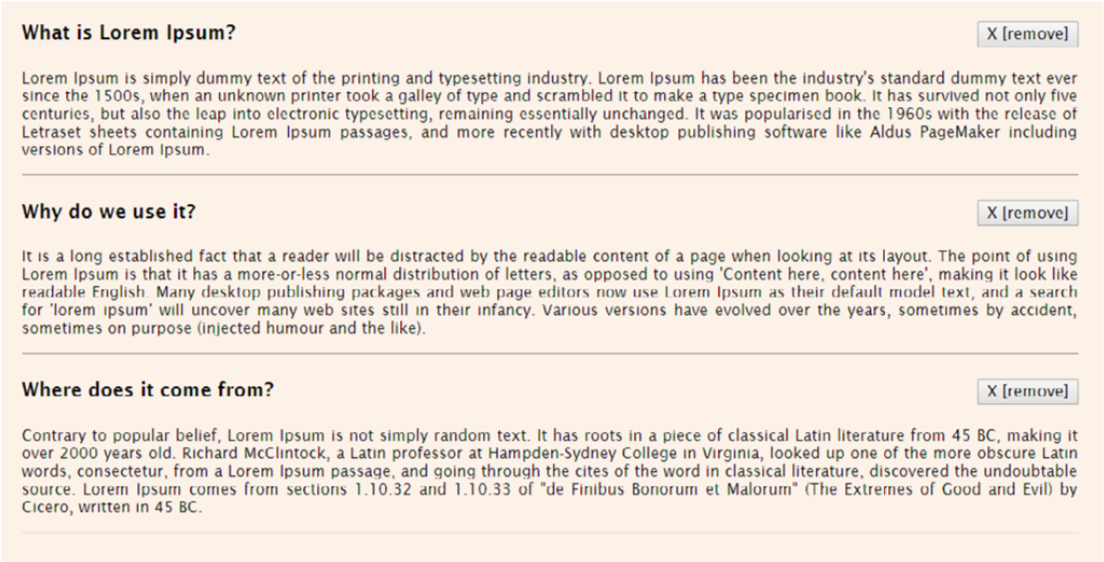 What is Lorem Ipsum?
X [remove]
Lorem Ipsum is simply dummy text of the printing and typesetting industry. Lorem Ipsum has been the industry's standard dummy text ever
since the 1500s, when an unknown printer took a galley of type and scrambled it to make a type specimen book. It has survived not only five
centuries, but also the leap into electronic typesetting, remaining essentially unchanged. It was popularised in the 1960s with the release of
Letraset sheets containing Lorem Ipsum passages, and more recently with desktop publishing software like Aldus PageMaker including
versions of Lorem Ipsum.
Why do we use it?
X [remove]
It is a long established fact that a reader will be distracted by the readable content of a page when looking at its layout. The point of using
Lorem Ipsum is that it has a more-or-less normal distribution of letters, as opposed to using 'Content here, content here', making it look like
readable English. Many desktop publishing packages and web page editors now use Lorem Ipsum as their default model text, and a search
for 'lorem ipsum' will uncover many web sites still in their infancy. Various versions have evolved over the years, sometimes by accident,
sometimes on purpose (injected humour and the like).
Where does it come from?
X [remove]
Contrary to popular belief, Lorem Ipsum is not simply random text. It has roots in a piece of classical Latin literature from 45 BC, making it
over 2000 years old. Richard McClintock, a Latin professor at Hampden-Sydney College in Virginia, looked up one of the more obscure Latin
words, consectetur, from a Lorem Ipsum passage, and going through the cites of the word in classical literature, discovered the undoubtable
source. Lorem Ipsum comes from sections 1.10.32 and 1.10.33 of "de Finibus Bonorum et Malorum" (The Extremes of Good and Evil) by
Cicero, written in 45 BC.